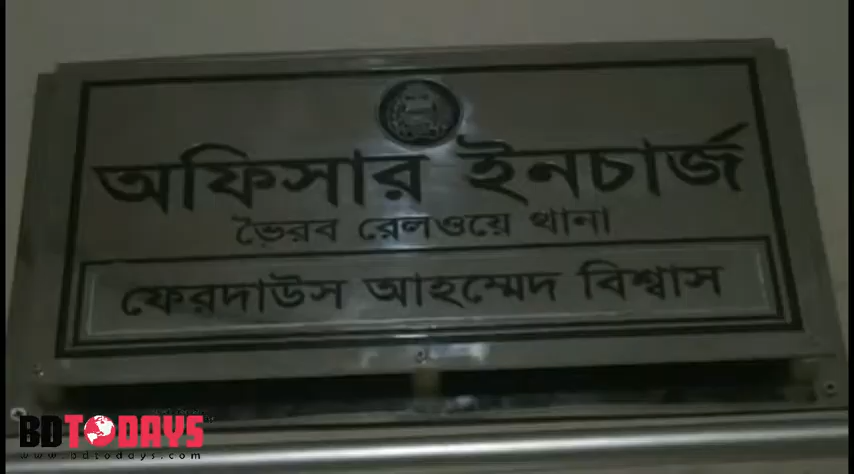 অফিসার ইনচার্জ
ভৈরব রেলওয়ে থানা
ফেরদাউস আহম্মেদ বিশ্বাস
BDTODAYS
www.bdtodays.com